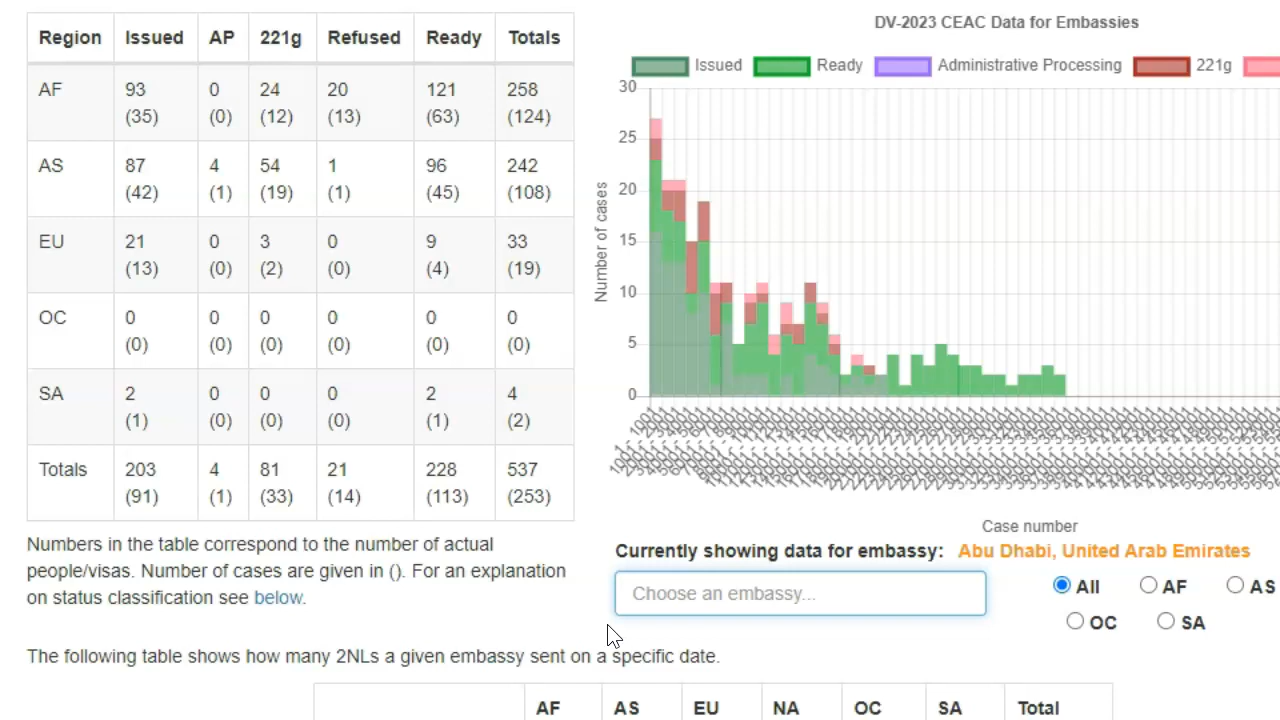 Region Issued AP 221g Refused Ready Totals
AF 93 0 24 20 121 258
(35) (0) (12) (13) (63) (124)
AS 87 4 54 1 96 242
(42) (1) (19) (1) (45) (108)
EU 21 0 3 0 9 33
(13) (0) (2) (0) (4) (19)
OC 0 0 0 0 0 0
(0) (0) (0) (0) (0) (0)
SA 2 0 0 0 2 4
(1) (0) (0) (0) (1) (2)
Totals 203 4 81 21 228 537
(91) (1) (33) (14) (113) (253)
Numbers in the table correspond to the number of actual
people/visas. Number of cases are given in (). For an explanation
on status classification see below.
DV-2023 CEAC Data for Embassies
Issued Ready Administrative Processing 221g
30
25
20
15
10
5
0
Number of cases
Case number
Currently showing data for embassy: Abu Dhabi, United Arab Emirates
Choose an embassy...
All AF AS
OC SA
The following table shows how many 2NLs a given embassy sent on a specific date.
AF AS EU NA OC SA Total